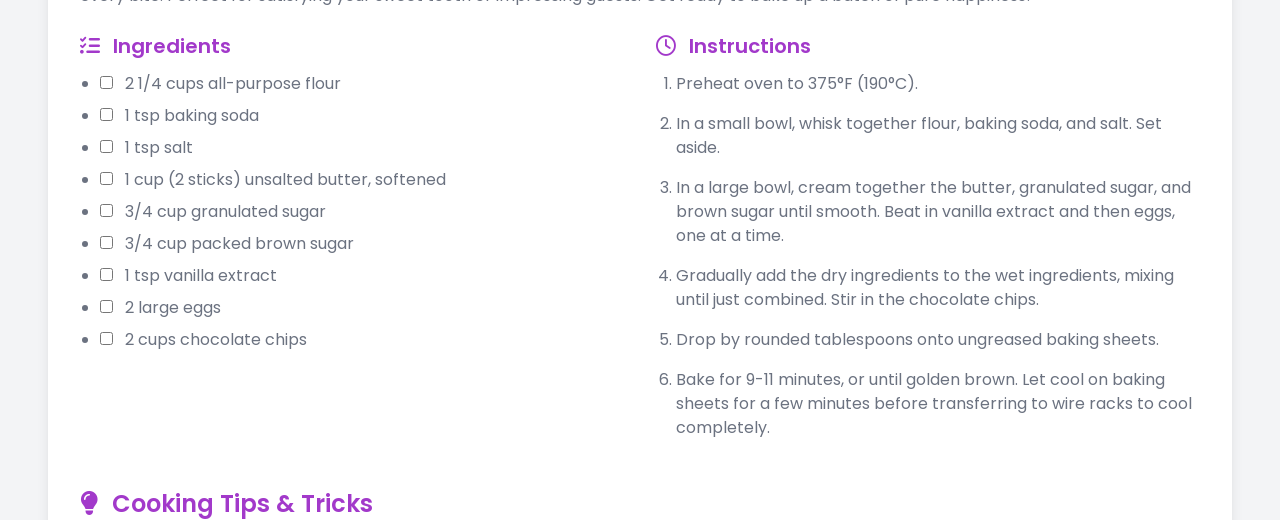 Ingredients
2 1/4 cups all-purpose flour
1 tsp baking soda
1 tsp salt
1 cup (2 sticks) unsalted butter, softened
3/4 cup granulated sugar
3/4 cup packed brown sugar
1 tsp vanilla extract
2 large eggs
2 cups chocolate chips
Instructions
1. Preheat oven to 375°F (190°C).
2. In a small bowl, whisk together flour, baking soda, and salt. Set
aside.
3. In a large bowl, cream together the butter, granulated sugar, and
brown sugar until smooth. Beat in vanilla extract and then eggs,
one at a time.
4. Gradually add the dry ingredients to the wet ingredients, mixing
until just combined. Stir in the chocolate chips.
5. Drop by rounded tablespoons onto ungreased baking sheets.
6. Bake for 9-11 minutes, or until golden brown. Let cool on baking
sheets for a few minutes before transferring to wire racks to cool
completely.
Cooking Tips & Tricks